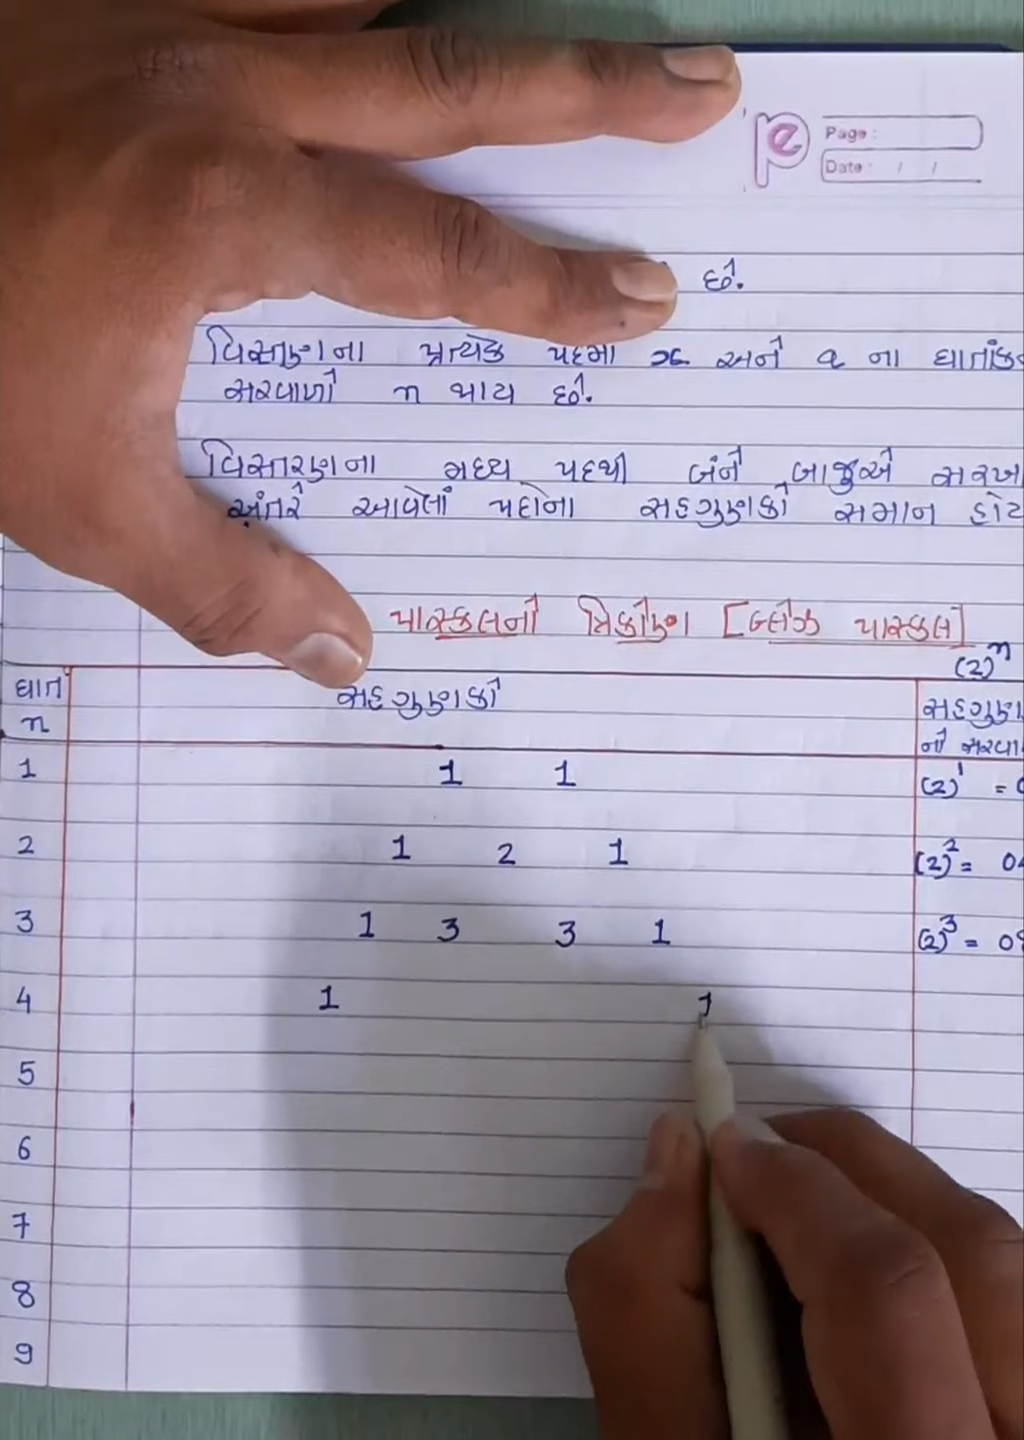 Page :
Date : / /
છે.
વિસ્તરણના પ્રત્યેક પદમાં x અને a ના ઘાતાંક
સરવાળો n થાય છે.
વિસ્તરણના મધ્ય પદથી બંને બાજુએ સરખા
અંતરે આવેલાં પદોના સહગુણકો સમાન હોય
પાસ્કલનો ત્રિકોણ [બ્લેઝ પાસ્કલ]
(2)ⁿ
ઘાત સહગુણકો સહગુણ
n નો સરવા
1 1 1 (2)¹ =
2 1 2 1 (2)² = 04
3 1 3 3 1 (2)³ = 08
4 1 1
5
6
7
8
9